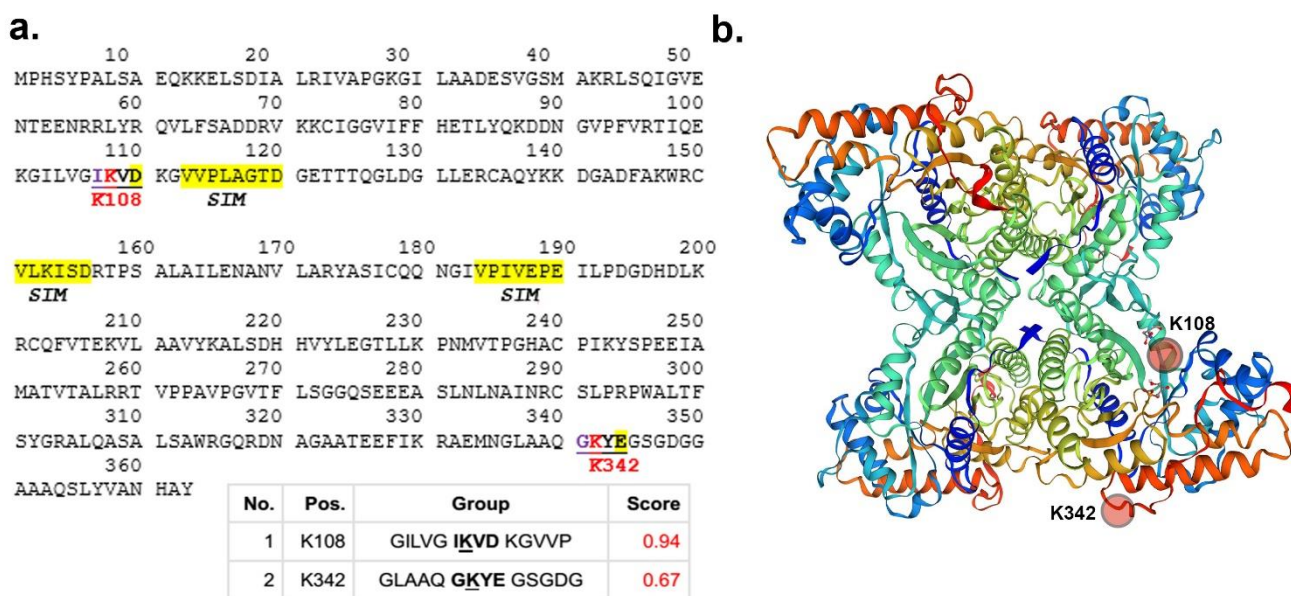 a.
10 20 30 40 50
MPHSYPALSA EQKKELSDIA LRIVAPGKGI LAADESVGSM AKRLSQIGVE
60 70 80 90 100
NTEENRRLYR QVLFSADDRV KKCIGGVIFF HETLYQKDDN GVPFVRTIQE
110 120 130 140 150
KGILVGIKVD KGVVPLAGTD GETTTQGLDG LLERCAQYKK DGADFAKWRC
K108 SIM
160 170 180 190 200
VLKISDRTPS ALAILENANV LARYASICQQ NGIVPIVEPE ILPDGDHDLK
SIM SIM
210 220 230 240 250
RCQFVTEKVL AAVYKALSDH HVYLEGTLLK PNMVTPGHAC PIKYSPEEIA
260 270 280 290 300
MATVTALRRT VPPAVPGVTF LSGGQSEEEA SLNLNAINRC SLPRPWALTF
310 320 330 340 350
SYGRALQASA LSAWRGQRDN AGAATEEFIK RAEMNGLAAQ GKYEGSGDGG
K342
360
AAAQSLYVAN HAY
No. Pos. Group Score
1 K108 GILVG IKVD KGVVP 0.94
2 K342 GLAAQ GKYE GSGDG 0.67
b.
K108
K342